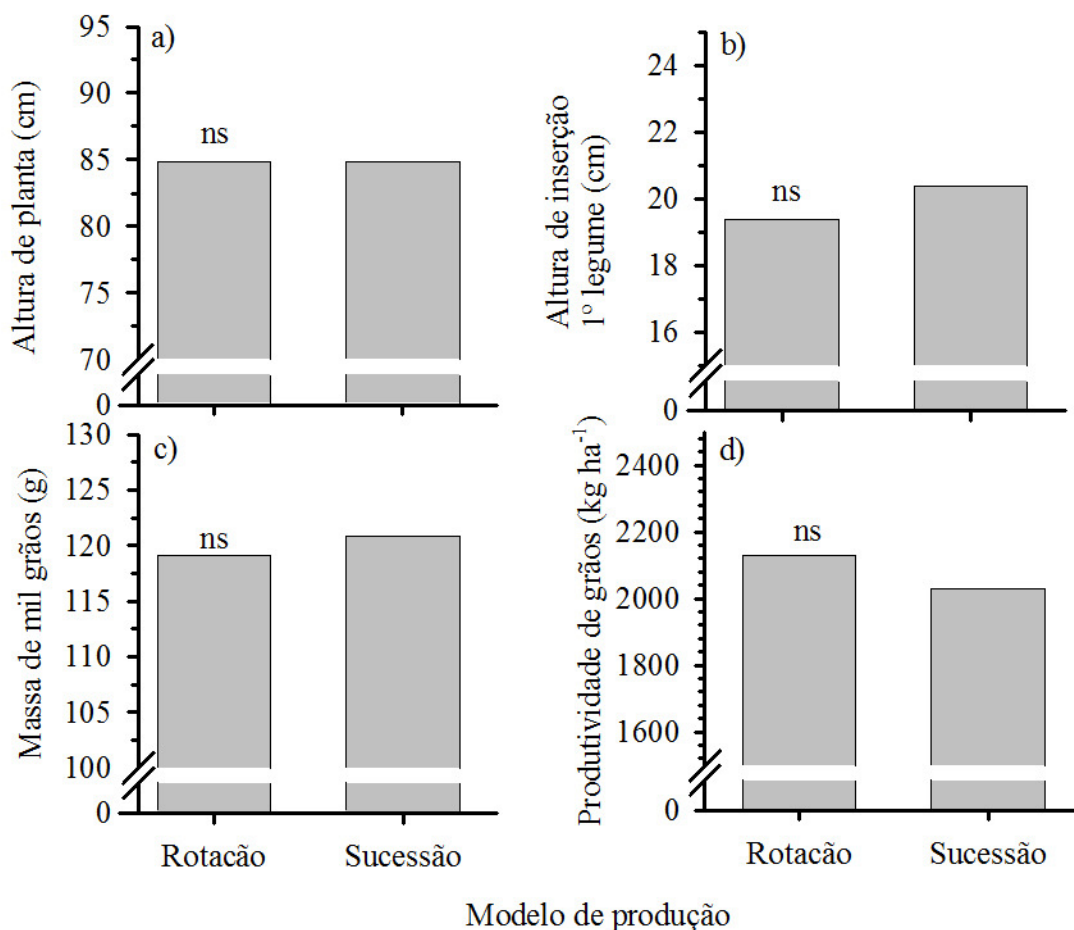 a)
Altura de planta (cm)
95
90
85
80
75
70
0
ns
b)
Altura de inserção
1º legume (cm)
24
22
20
18
16
0
ns
c)
Massa de mil grãos (g)
130
125
120
115
110
105
100
0
ns
Rotacão
Sucessão
d)
Produtividade de grãos (kg ha⁻¹)
2400
2200
2000
1800
1600
0
ns
Rotacão
Sucessão
Modelo de produção